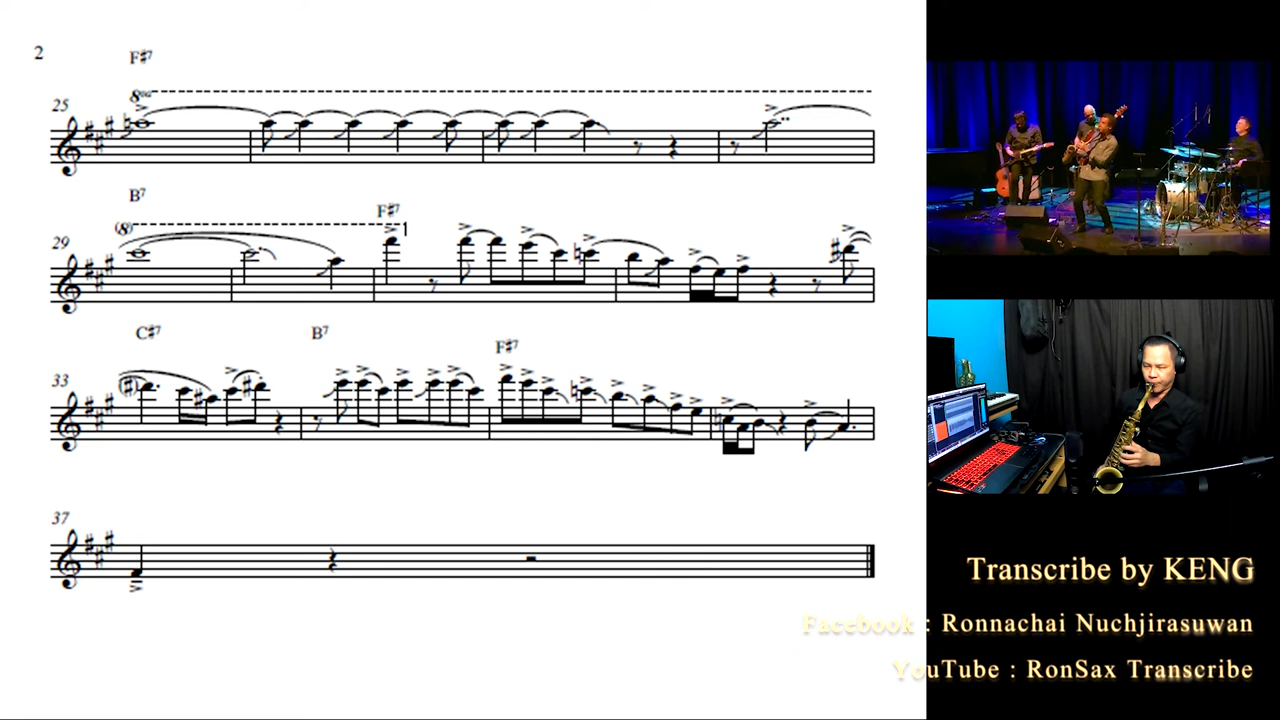 2
F#7
8va
25
B7
F#7
(8)
29
1
C#7
B7
F#7
33
37
Transcribe by KENG
Facebook : Ronnachai Nuchjirasuwan
YouTube : RonSax Transcribe